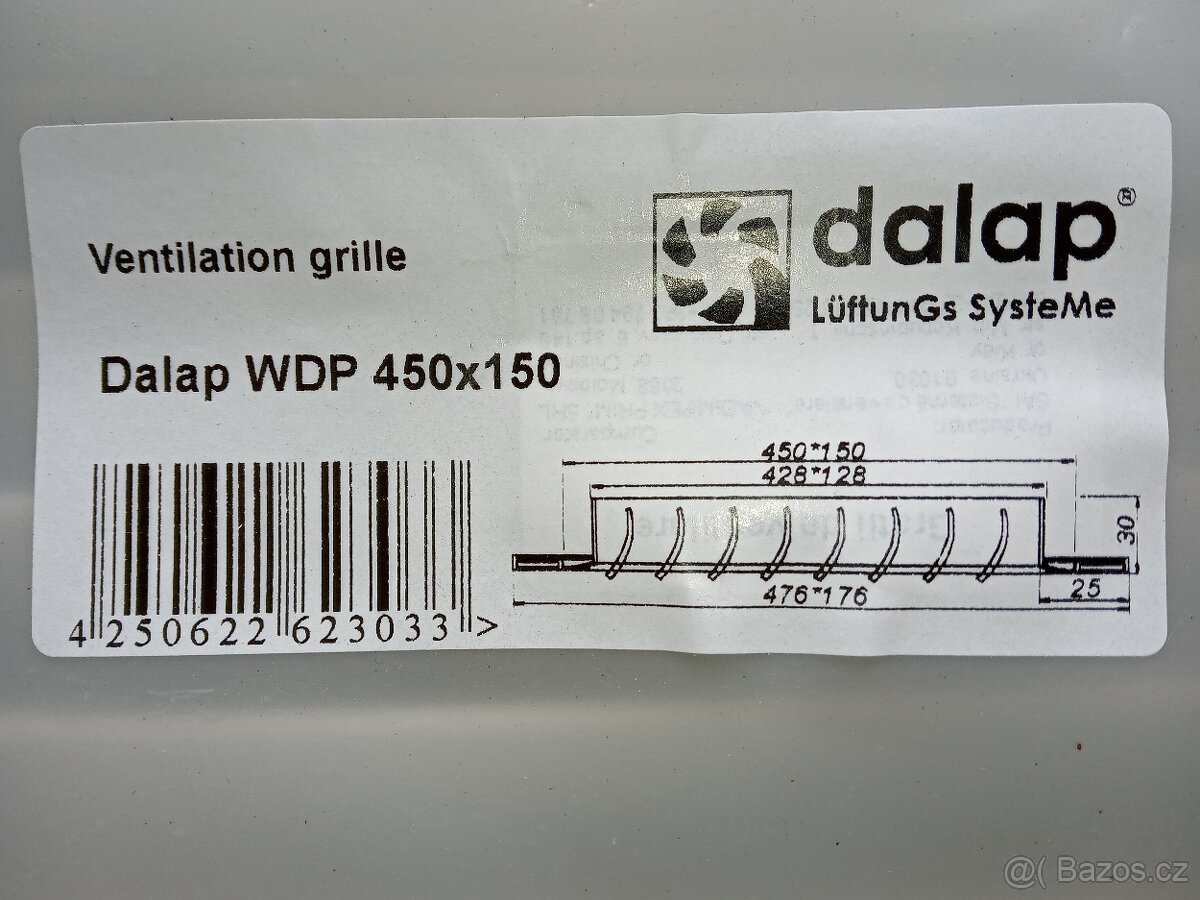 dalap®
LüftunGs SysteMe
Ventilation grille
Dalap WDP 450x150
4 250622 623033 >
450*150
428*128
30
25
476*176
@( Bazos.cz